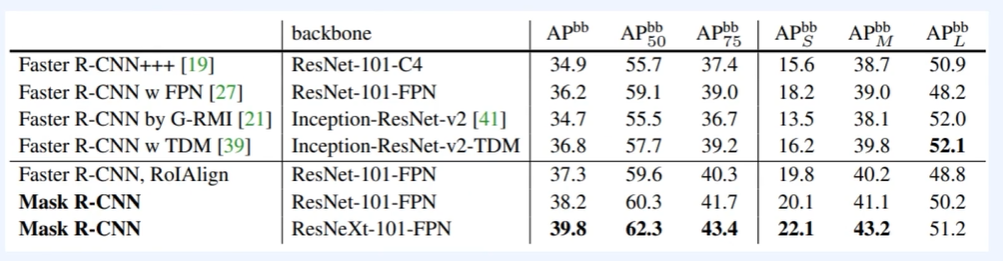 backbone AP^bb AP^bb_50 AP^bb_75 AP^bb_S AP^bb_M AP^bb_L
Faster R-CNN+++ [19] ResNet-101-C4 34.9 55.7 37.4 15.6 38.7 50.9
Faster R-CNN w FPN [27] ResNet-101-FPN 36.2 59.1 39.0 18.2 39.0 48.2
Faster R-CNN by G-RMI [21] Inception-ResNet-v2 [41] 34.7 55.5 36.7 13.5 38.1 52.0
Faster R-CNN w TDM [39] Inception-ResNet-v2-TDM 36.8 57.7 39.2 16.2 39.8 52.1
Faster R-CNN, RoIAlign ResNet-101-FPN 37.3 59.6 40.3 19.8 40.2 48.8
Mask R-CNN ResNet-101-FPN 38.2 60.3 41.7 20.1 41.1 50.2
Mask R-CNN ResNeXt-101-FPN 39.8 62.3 43.4 22.1 43.2 51.2